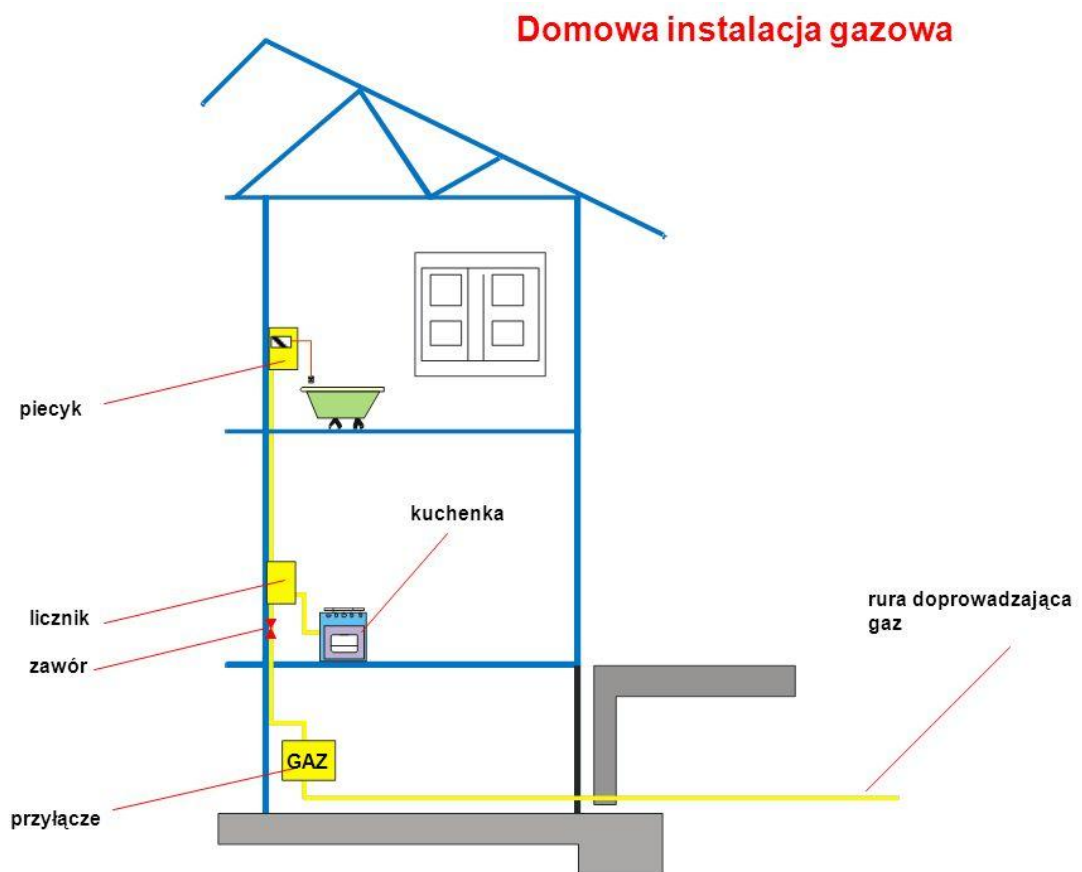 Domowa instalacja gazowa
piecyk
kuchenka
licznik
rura doprowadzająca
gaz
zawór
GAZ
przyłącze